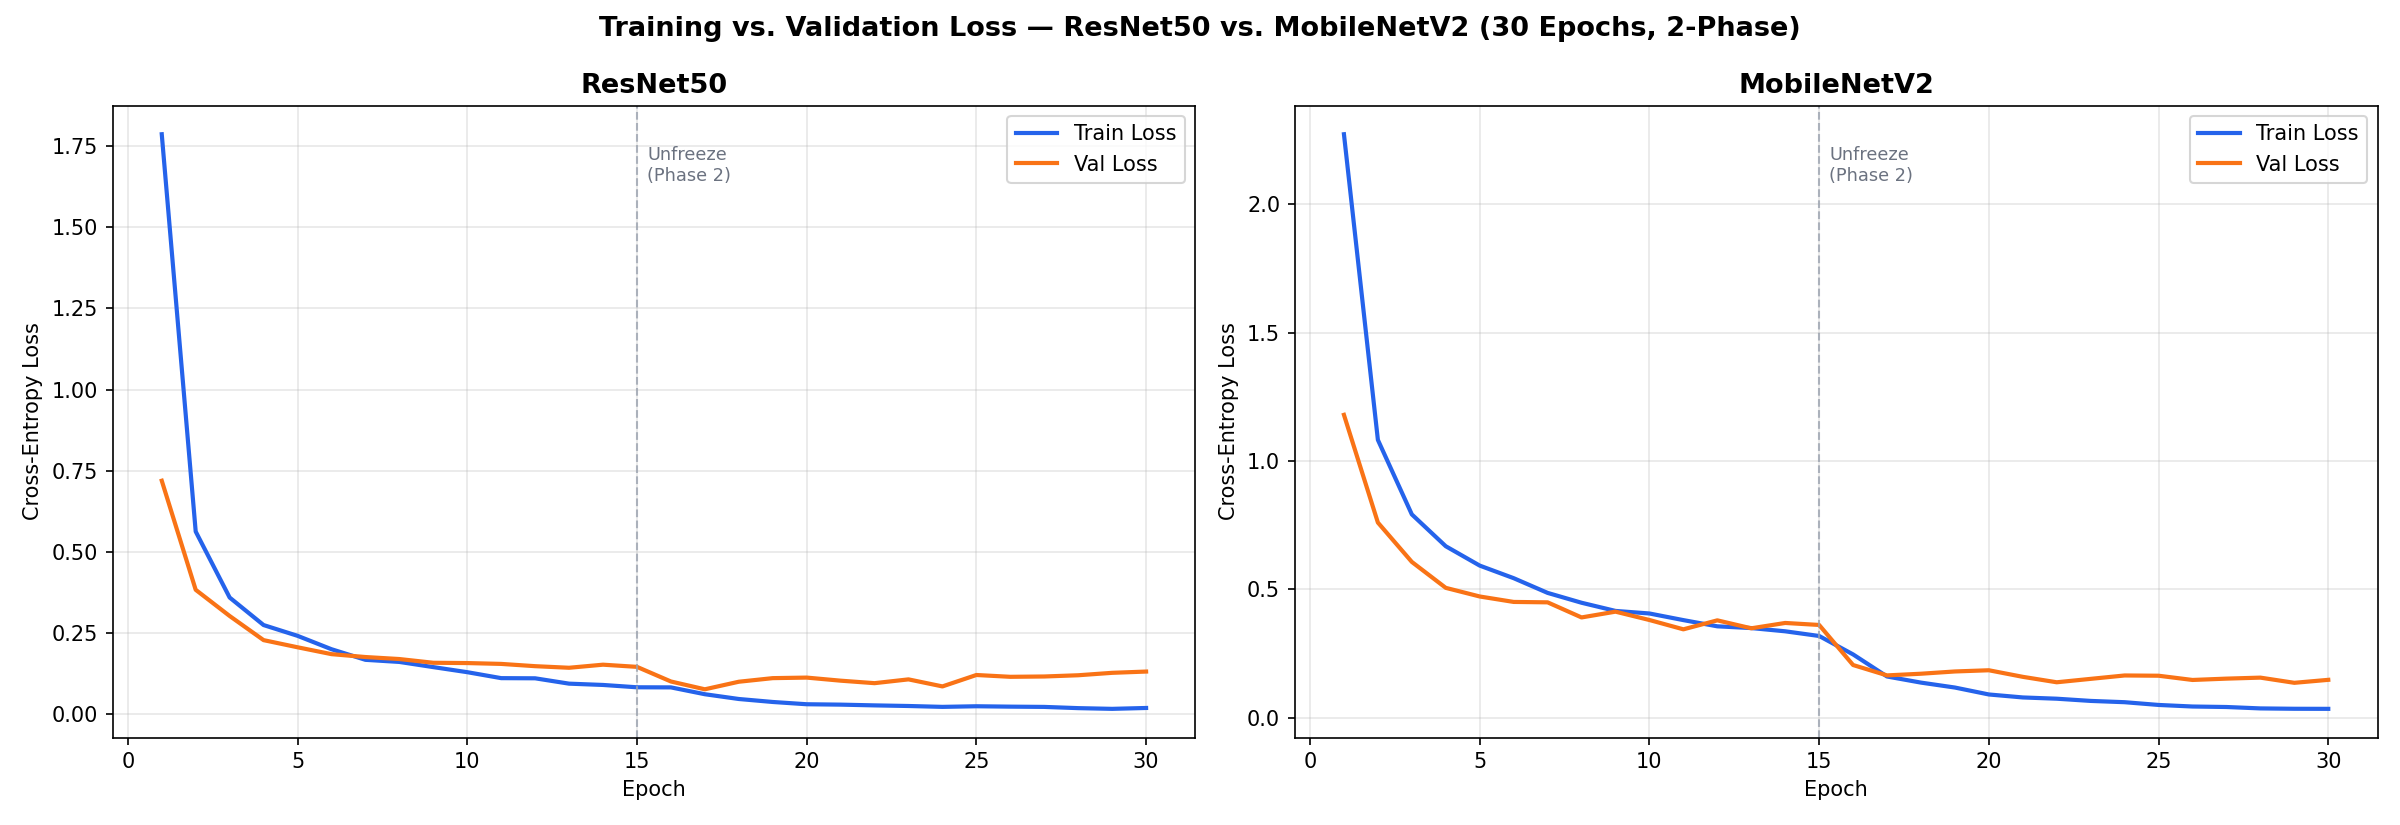 Training vs. Validation Loss — ResNet50 vs. MobileNetV2 (30 Epochs, 2-Phase)
ResNet50
Train Loss
Val Loss
Unfreeze
(Phase 2)
1.75
1.50
1.25
1.00
0.75
0.50
0.25
0.00
Cross-Entropy Loss
0 5 10 15 20 25 30
Epoch
MobileNetV2
Train Loss
Val Loss
Unfreeze
(Phase 2)
2.0
1.5
1.0
0.5
0.0
Cross-Entropy Loss
0 5 10 15 20 25 30
Epoch